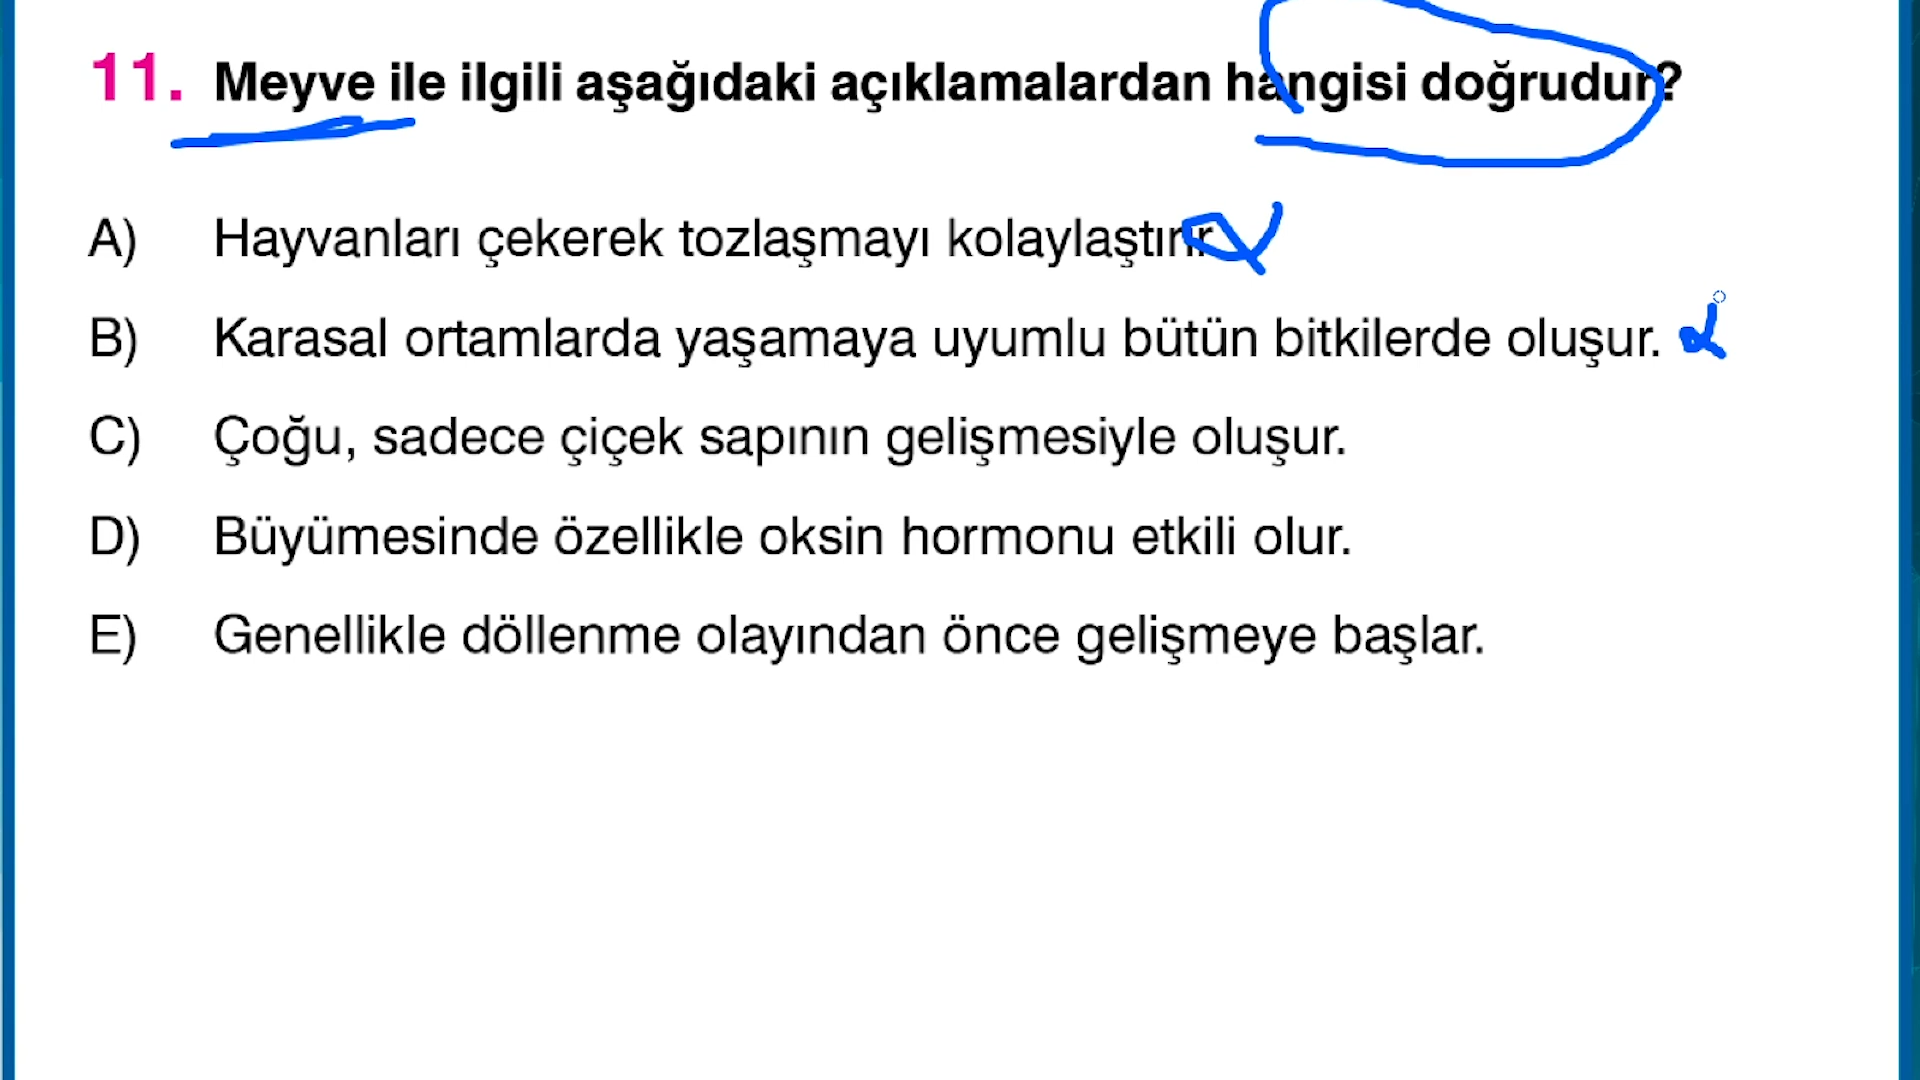 11. Meyve ile ilgili aşağıdaki açıklamalardan hangisi doğrudur?
A) Hayvanları çekerek tozlaşmayı kolaylaştırır.
B) Karasal ortamlarda yaşamaya uyumlu bütün bitkilerde oluşur.
C) Çoğu, sadece çiçek sapının gelişmesiyle oluşur.
D) Büyümesinde özellikle oksin hormonu etkili olur.
E) Genellikle döllenme olayından önce gelişmeye başlar.